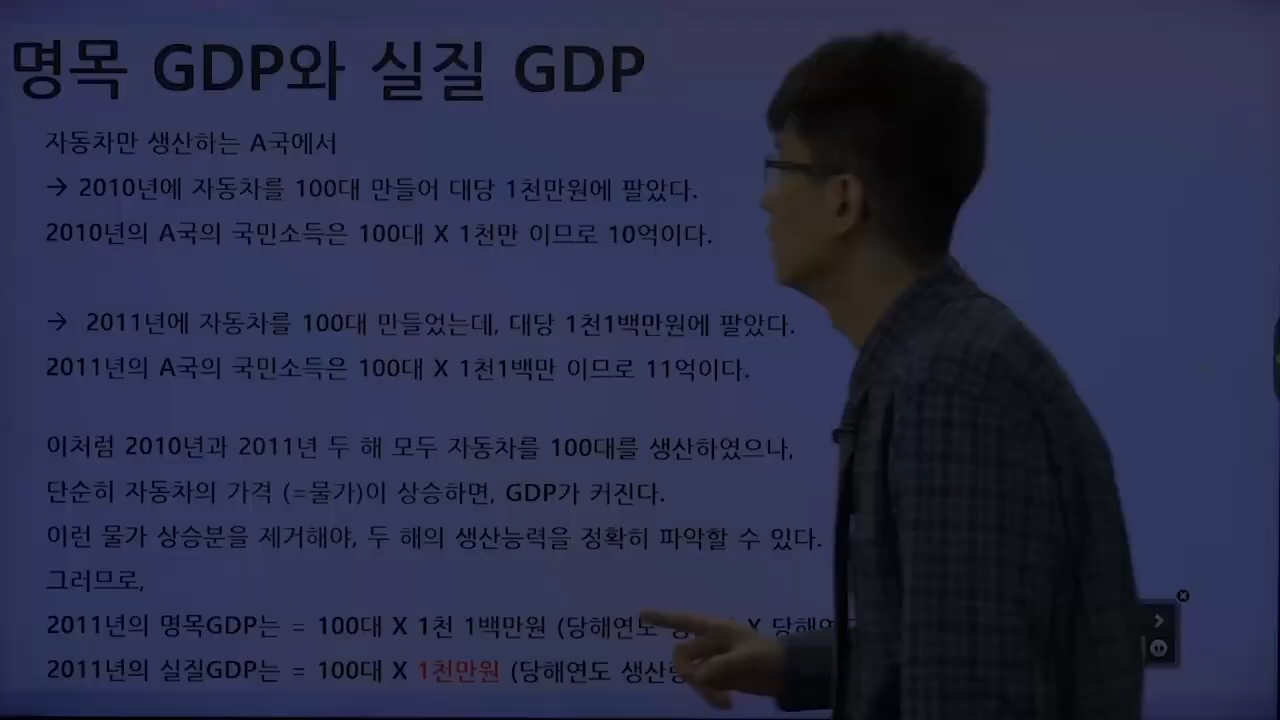 명목 GDP와 실질 GDP
자동차만 생산하는 A국에서
→ 2010년에 자동차를 100대 만들어 대당 1천만원에 팔았다.
2010년의 A국의 국민소득은 100대 X 1천만 이므로 10억이다.
→ 2011년에 자동차를 100대 만들었는데, 대당 1천1백만원에 팔았다.
2011년의 A국의 국민소득은 100대 X 1천1백만 이므로 11억이다.
이처럼 2010년과 2011년 두 해 모두 자동차를 100대를 생산하였으나,
단순히 자동차의 가격 (=물가)이 상승하면, GDP가 커진다.
이런 물가 상승분을 제거해야, 두 해의 생산능력을 정확히 파악할 수 있다.
그러므로,
2011년의 명목GDP는 = 100대 X 1천 1백만원 (당해연도 X 당해연
2011년의 실질GDP는 = 100대 X 1천만원 (당해연도 생산